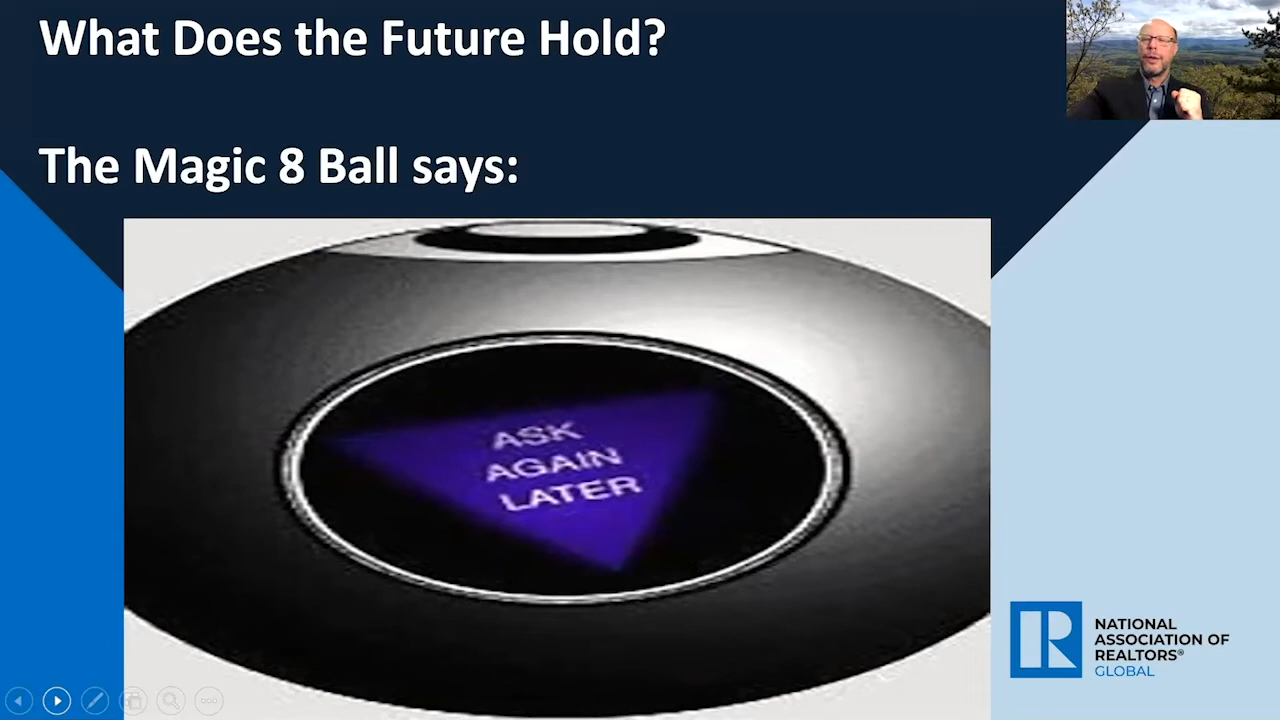 What Does the Future Hold?
The Magic 8 Ball says:
ASK
AGAIN
LATER
R
NATIONAL
ASSOCIATION OF
REALTORS®
GLOBAL